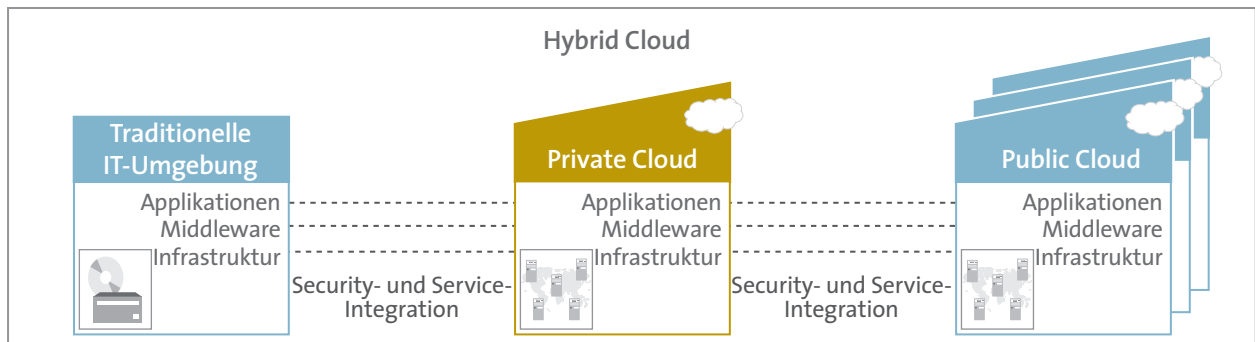 Hybrid Cloud
Traditionelle
IT-Umgebung
Applikationen
Middleware
Infrastruktur
Security- und Service-
Integration
Private Cloud
Applikationen
Middleware
Infrastruktur
Security- und Service-
Integration
Public Cloud
Applikationen
Middleware
Infrastruktur